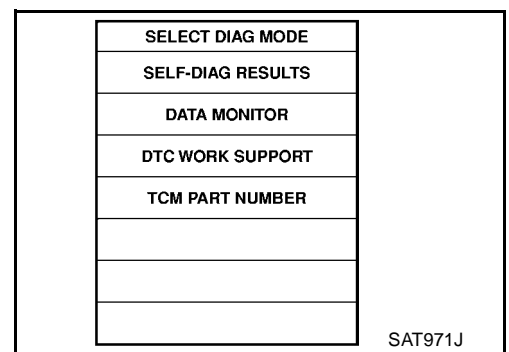 SELECT DIAG MODE
SELF-DIAG RESULTS
DATA MONITOR
DTC WORK SUPPORT
TCM PART NUMBER
SAT971J